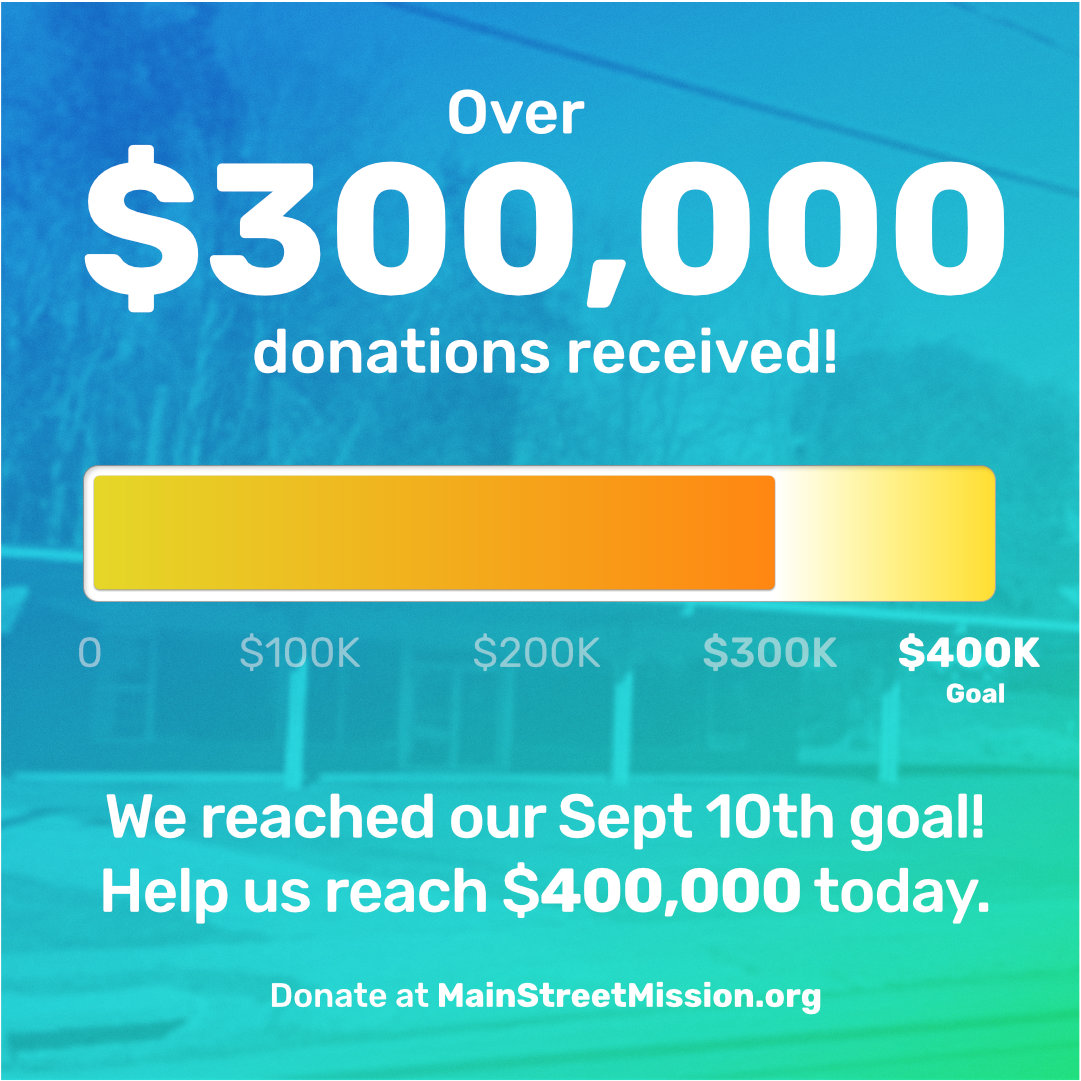 Over
$300,000
donations received!
0 $100K $200K $300K $400K
Goal
We reached our Sept 10th goal!
Help us reach $400,000 today.
Donate at MainStreetMission.org